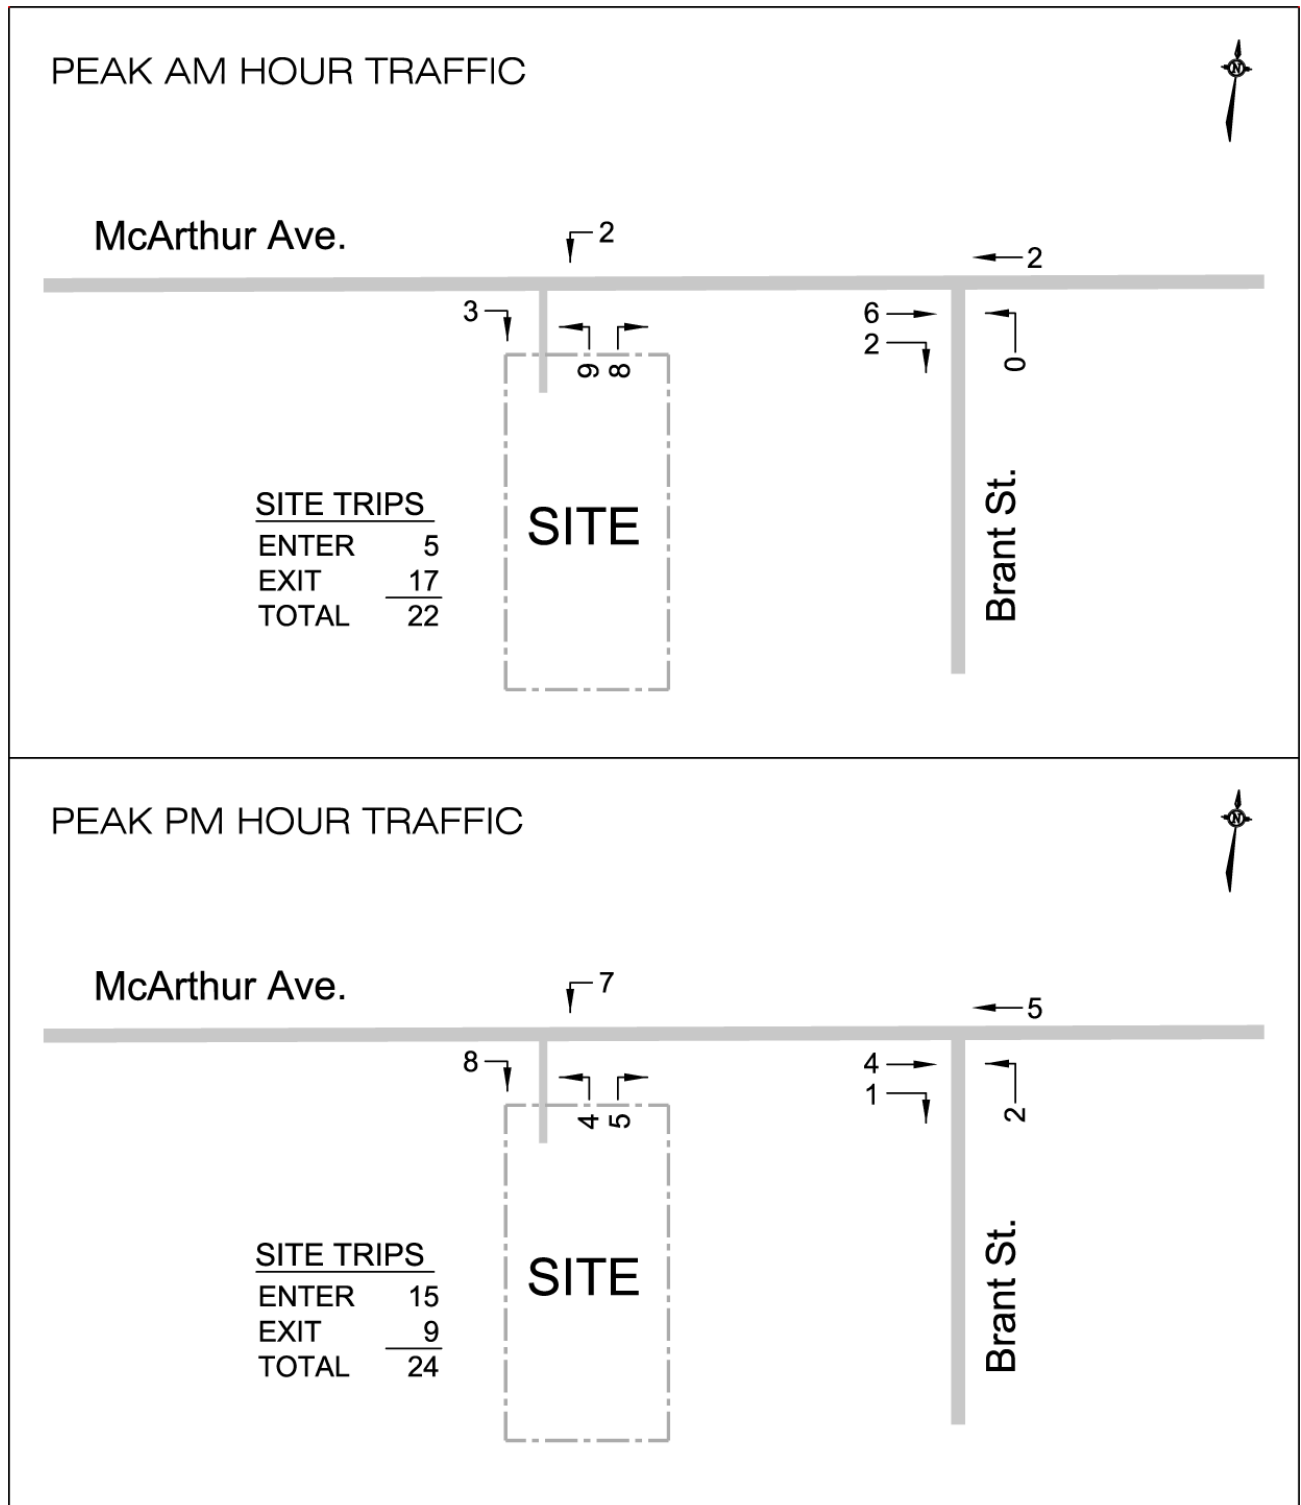 PEAK AM HOUR TRAFFIC
N
McArthur Ave.
2
2
3
6
2
9 8
0
SITE TRIPS
ENTER 5
EXIT 17
TOTAL 22
SITE
Brant St.
PEAK PM HOUR TRAFFIC
N
McArthur Ave.
7
5
8
4
1
4 5
2
SITE TRIPS
ENTER 15
EXIT 9
TOTAL 24
SITE
Brant St.